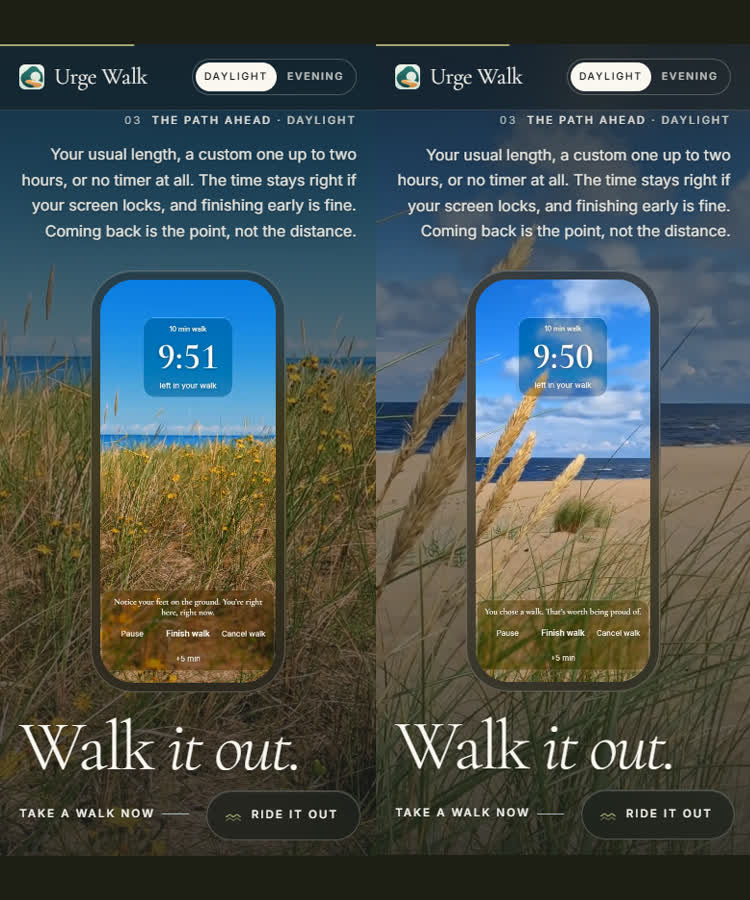 Urge Walk
DAYLIGHT
EVENING
03 THE PATH AHEAD · DAYLIGHT
Your usual length, a custom one up to two
hours, or no timer at all. The time stays right if
your screen locks, and finishing early is fine.
Coming back is the point, not the distance.
10 min walk
9:51
left in your walk
Notice your feet on the ground. You're right
here, right now.
Pause
Finish walk
Cancel walk
+5 min
Walk it out.
TAKE A WALK NOW
RIDE IT OUT
Urge Walk
DAYLIGHT
EVENING
03 THE PATH AHEAD · DAYLIGHT
Your usual length, a custom one up to two
hours, or no timer at all. The time stays right if
your screen locks, and finishing early is fine.
Coming back is the point, not the distance.
10 min walk
9:50
left in your walk
You chose a walk. That's worth being proud of.
Pause
Finish walk
Cancel walk
+5 min
Walk it out.
TAKE A WALK NOW
RIDE IT OUT